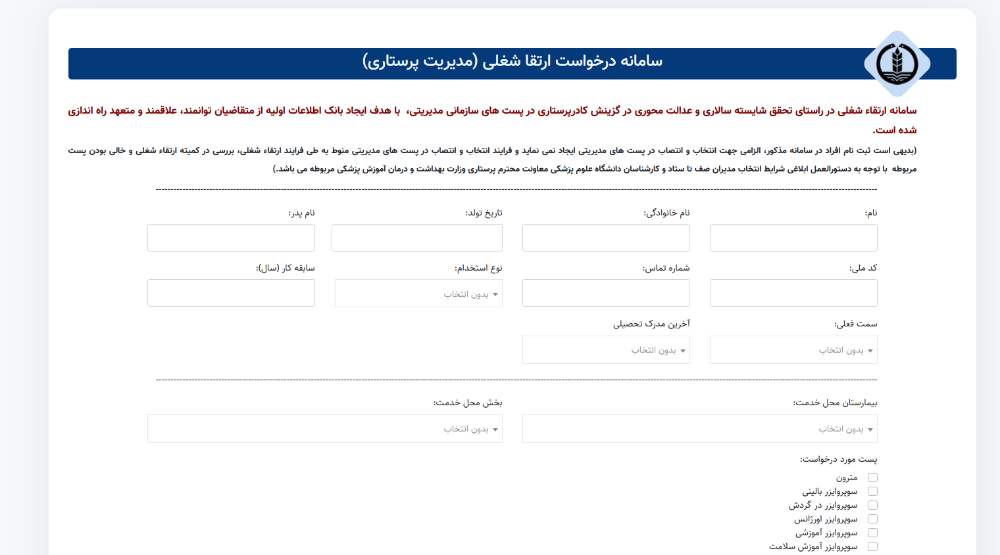 سامانه درخواست ارتقا شغلی (مدیریت پرستاری)
سامانه ارتقاء شغلی در راستای تحقق شایسته سالاری و عدالت محوری در گزینش کادرپرستاری در پست های سازمانی مدیریتی، با هدف ایجاد بانک اطلاعات اولیه از متقاضیان توانمند، علاقمند و متعهد راه اندازی
شده است.
(بدیهی است ثبت نام افراد در سامانه مذکور، الزامی جهت انتخاب و انتصاب در پست های مدیریتی ایجاد نمی نماید و فرایند انتخاب و انتصاب در پست های مدیریتی منوط به طی فرایند ارتقاء شغلی، بررسی در کمیته ارتقاء شغلی و خالی بودن پست
مربوطه با توجه به دستورالعمل ابلاغی شرایط انتخاب مدیران صف تا ستاد و کارشناسان دانشگاه علوم پزشکی معاونت محترم پرستاری وزارت بهداشت و درمان آموزش پزشکی مربوطه می باشد.)
نام: نام خانوادگی: تاریخ تولد: نام پدر:
کد ملی: شماره تماس: نوع استخدام: سابقه کار (سال):
بدون انتخاب
سمت فعلی: آخرین مدرک تحصیلی
بدون انتخاب بدون انتخاب
بیمارستان محل خدمت: بخش محل خدمت:
بدون انتخاب بدون انتخاب
پست مورد درخواست:
مترون
سوپروایزر بالینی
سوپروایزر در گردش
سوپروایزر اورژانس
سوپروایزر آموزشی
سوپروایزر آموزش سلامت